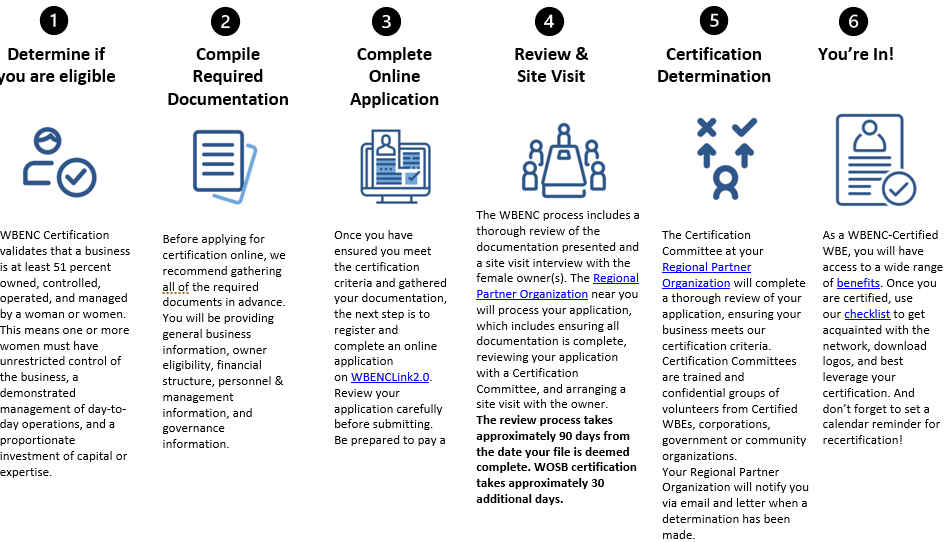 1
Determine if
you are eligible
WBENC Certification
validates that a business
is at least 51 percent
owned, controlled,
operated, and managed
by a woman or women.
This means one or more
women must have
unrestricted control of
the business, a
demonstrated
management of day-to-
day operations, and a
proportionate
investment of capital or
expertise.
2
Compile
Required
Documentation
Before applying for
certification online, we
recommend gathering
all of the required
documents in advance.
You will be providing
general business
information, owner
eligibility, financial
structure, personnel &
management
information, and
governance
information.
3
Complete
Online
Application
Once you have
ensured you meet
the certification
criteria and gathered
your documentation,
the next step is to
register and
complete an online
application
on WBENCLink2.0.
Review your
application carefully
before submitting.
Be prepared to pay a
4
Review &
Site Visit
The WBENC process includes a
thorough review of the
documentation presented and
a site visit interview with the
female owner(s). The Regional
Partner Organization near you
will process your application,
which includes ensuring all
documentation is complete,
reviewing your application
with a Certification
Committee, and arranging a
site visit with the owner.
The review process takes
approximately 90 days from
the date your file is deemed
complete. WOSB certification
takes approximately 30
additional days.
5
Certification
Determination
The Certification
Committee at your
Regional Partner
Organization will complete
a thorough review of your
application, ensuring your
business meets our
certification criteria.
Certification Committees
are trained and
confidential groups of
volunteers from Certified
WBEs, corporations,
government or community
organizations.
Your Regional Partner
Organization will notify you
via email and letter when a
determination has been
made.
6
You're In!
As a WBENC-Certified
WBE, you will have
access to a wide range
of benefits. Once you
are certified, use
our checklist to get
acquainted with the
network, download
logos, and best
leverage your
certification. And
don't forget to set a
calendar reminder for
recertification!